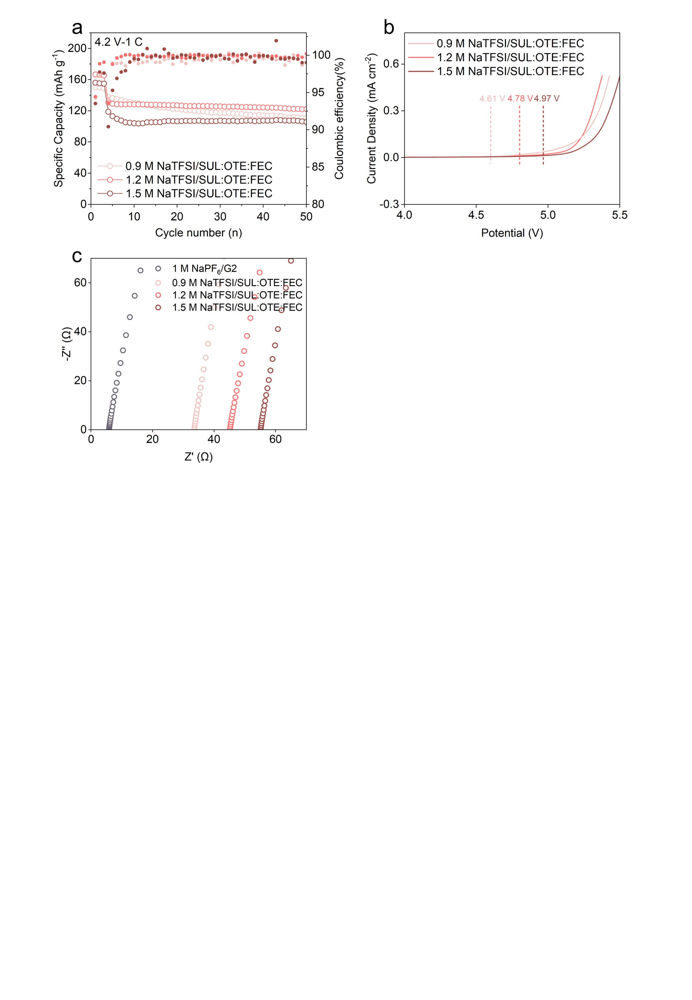 a
4.2 V-1 C
200
160
120
80
40
0
Specific Capacity (mAh g-1)
100
95
90
85
80
Coulombic efficiency(%)
0.9 M NaTFSI/SUL:OTE:FEC
1.2 M NaTFSI/SUL:OTE:FEC
1.5 M NaTFSI/SUL:OTE:FEC
0 10 20 30 40 50
Cycle number (n)
b
0.9 M NaTFSI/SUL:OTE:FEC
1.2 M NaTFSI/SUL:OTE:FEC
1.5 M NaTFSI/SUL:OTE:FEC
4.61 V 4.78 V 4.97 V
0.6
0.3
0.0
-0.3
Current Density (mA cm-2)
4.0 4.5 5.0 5.5
Potential (V)
c
1 M NaPF6/G2
0.9 M NaTFSI/SUL:OTE:FEC
1.2 M NaTFSI/SUL:OTE:FEC
1.5 M NaTFSI/SUL:OTE:FEC
60
40
20
0
-Z'' (Ω)
0 20 40 60
Z' (Ω)